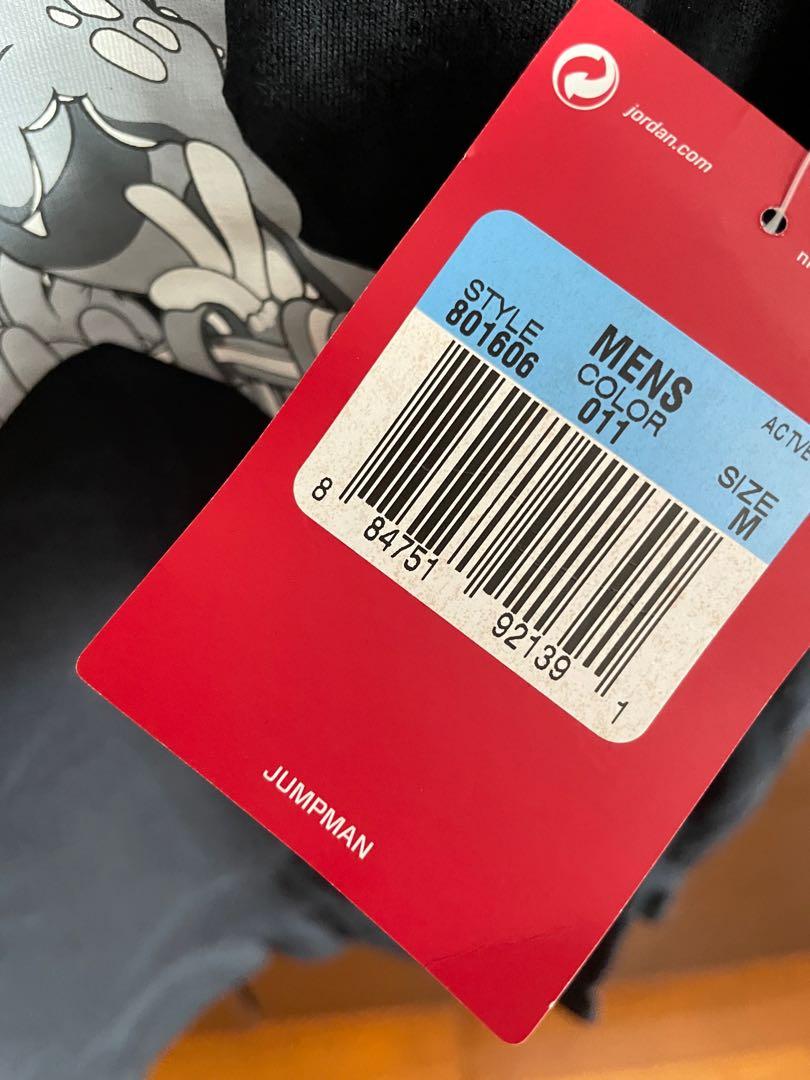 jordan.com
STYLE
801606
MENS
COLOR
011
SIZE
M
8 84751 92139 1
JUMPMAN